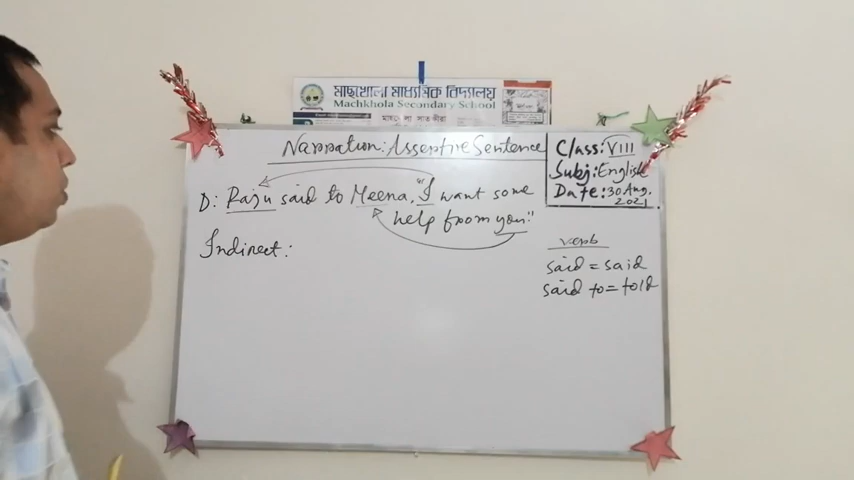 মাছখোলা মাধ্যমিক বিদ্যালয়
Machkhola Secondary School
Narration: Assertive Sentence
Class: VIII
Subj: English
Date: 30 Aug.
2021
D: Raju said to Meena, "I want some
help from you."
Indirect:
verb
said = said
said to = told